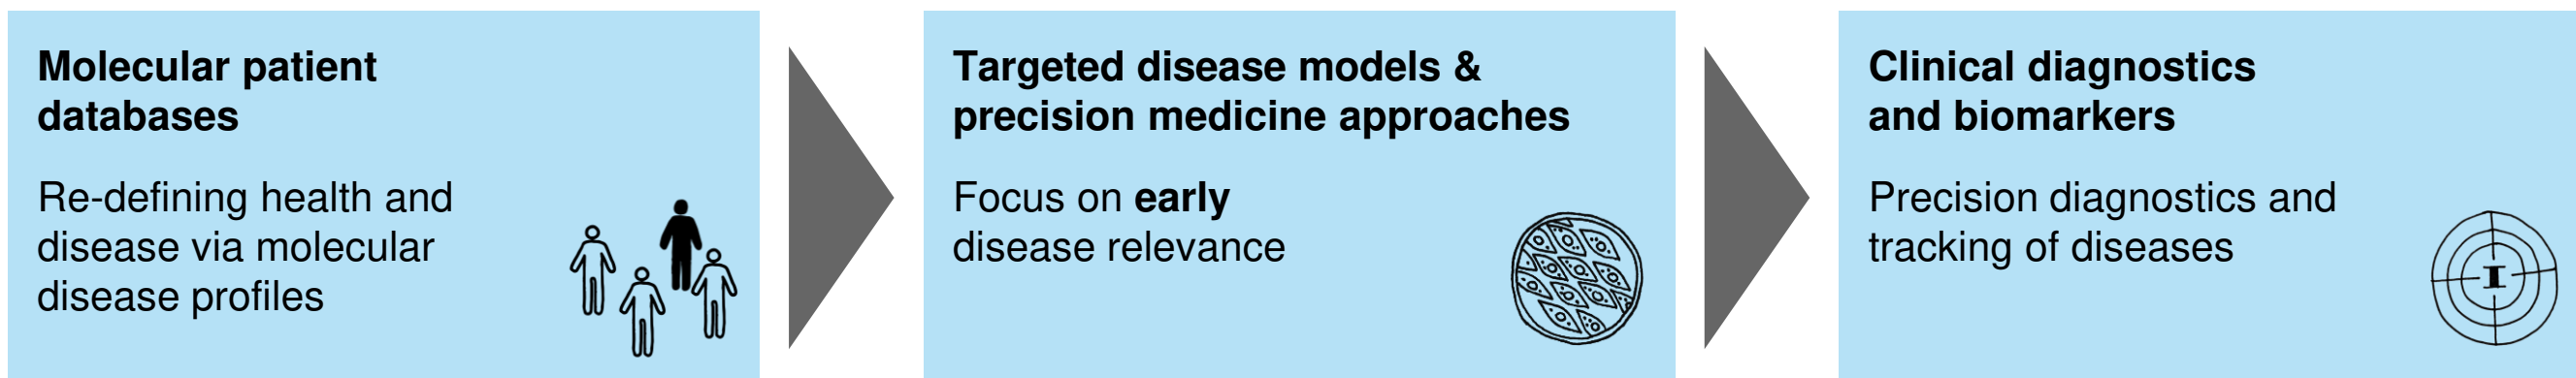 Molecular patient
databases
Re-defining health and
disease via molecular
disease profiles
Targeted disease models &
precision medicine approaches
Focus on early
disease relevance
Clinical diagnostics
and biomarkers
Precision diagnostics and
tracking of diseases
I